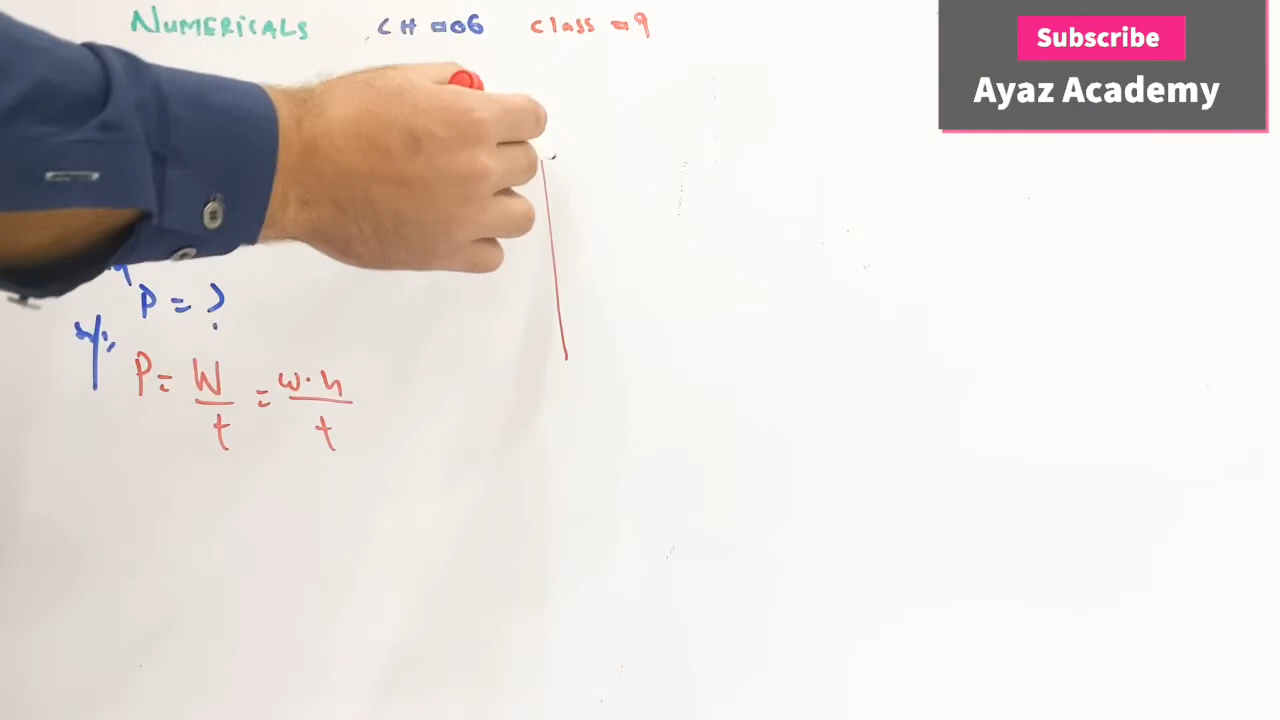 NUMERICALS CH =06 Class =9
Subscribe
Ayaz Academy
P = ?
P = W/t = w·h/t